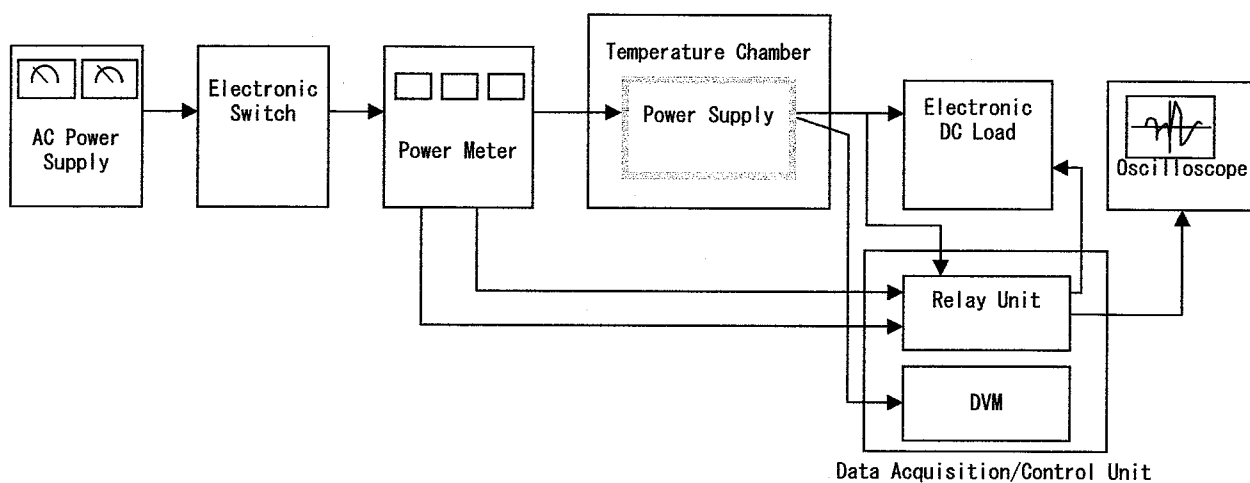 AC Power
Supply
Electronic
Switch
Power Meter
Temperature Chamber
Power Supply
Electronic
DC Load
Oscilloscope
Relay Unit
DVM
Data Acquisition/Control Unit